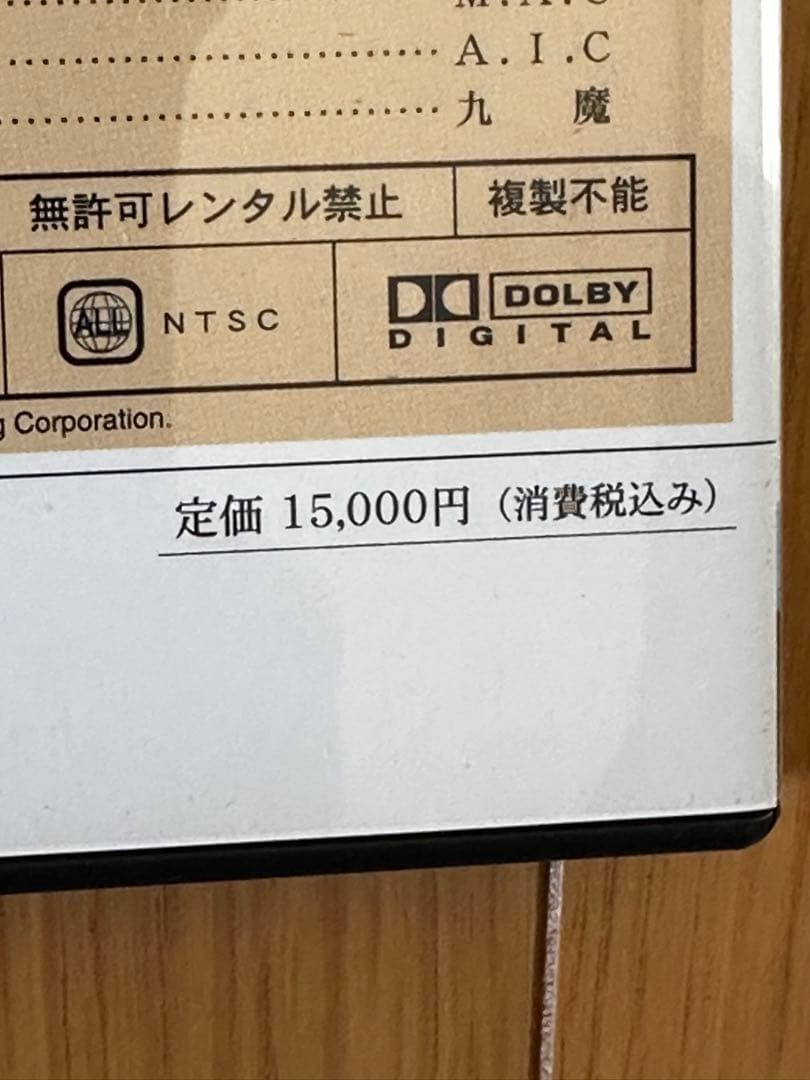 A.I.C
九 魔
無許可レンタル禁止 複製不能
ALL NTSC DOLBY DIGITAL
Corporation.
定価 15,000円（消費税込み）